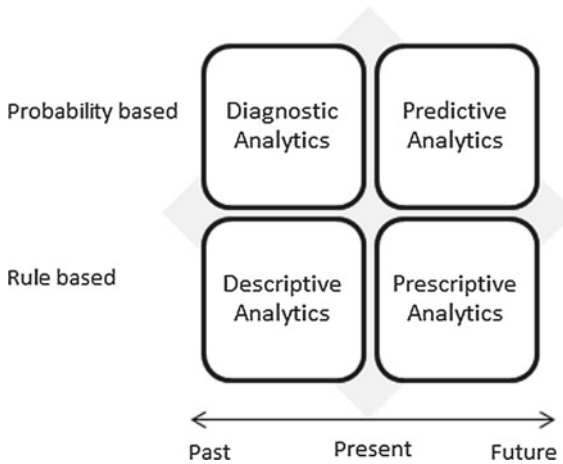 Probability based
Diagnostic
Analytics
Predictive
Analytics
Rule based
Descriptive
Analytics
Prescriptive
Analytics
Past
Present
Future